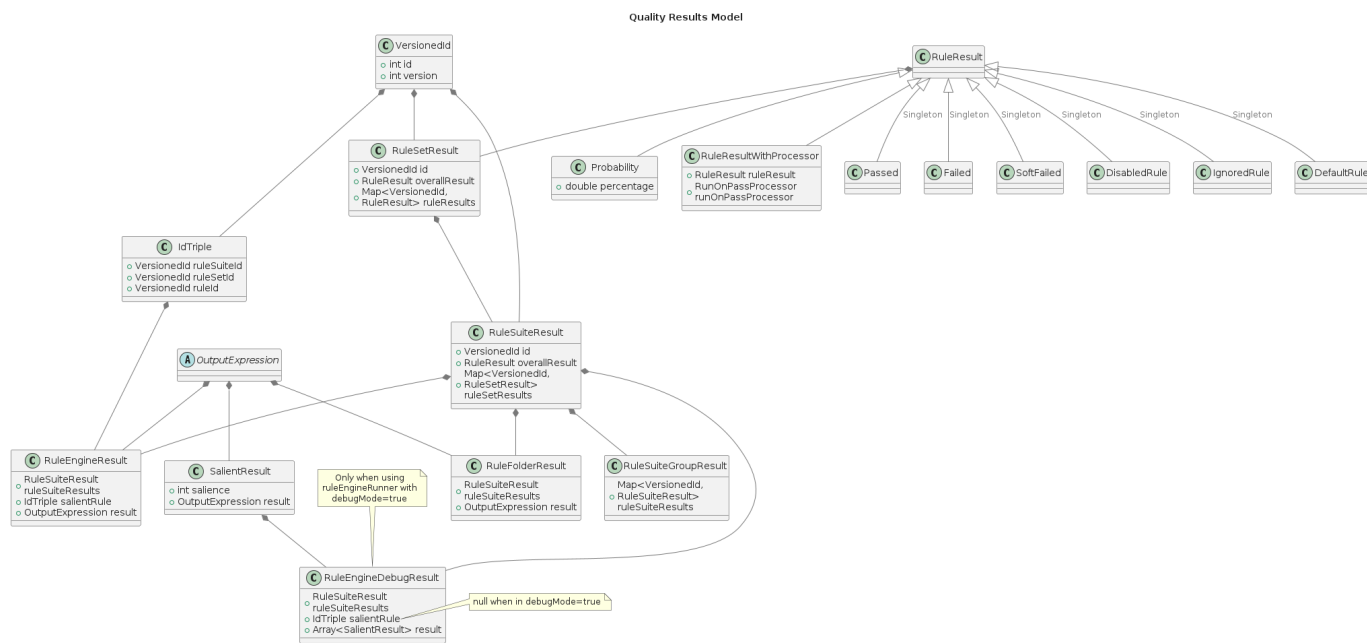 Quality Results Model
C VersionedId
int id
int version
C RuleResult
Singleton Singleton Singleton Singleton Singleton Singleton
C RuleSetResult
VersionedId id
RuleResult overallResult
Map<VersionedId,
RuleResult> ruleResults
C Probability
double percentage
C RuleResultWithProcessor
RuleResult ruleResult
RunOnPassProcessor
runOnPassProcessor
C Passed
C Failed
C SoftFailed
C DisabledRule
C IgnoredRule
C DefaultRule
C IdTriple
VersionedId ruleSuiteId
VersionedId ruleSetId
VersionedId ruleId
C RuleSuiteResult
VersionedId id
RuleResult overallResult
Map<VersionedId,
RuleSetResult>
ruleSetResults
A OutputExpression
C RuleEngineResult
RuleSuiteResult
ruleSuiteResults
IdTriple salientRule
OutputExpression result
C SalientResult
int salience
OutputExpression result
Only when using
ruleEngineRunner with
debugMode=true
C RuleFolderResult
RuleSuiteResult
ruleSuiteResults
OutputExpression result
C RuleSuiteGroupResult
Map<VersionedId,
RuleSuiteResult>
ruleSuiteResults
C RuleEngineDebugResult
RuleSuiteResult
ruleSuiteResults
IdTriple salientRule
Array<SalientResult> result
null when in debugMode=true